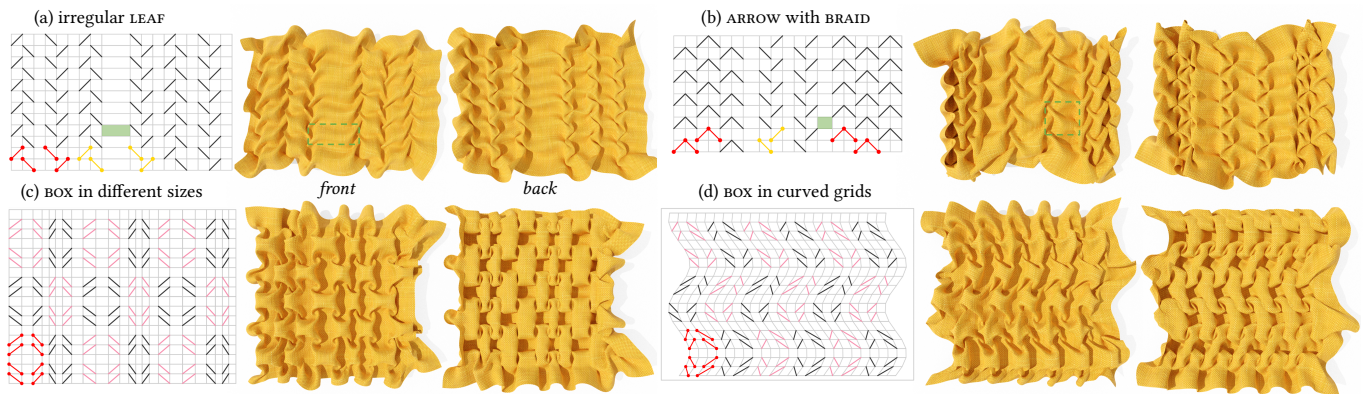 (a) irregular LEAF
(b) ARROW with BRAID
(c) BOX in different sizes
front
back
(d) BOX in curved grids